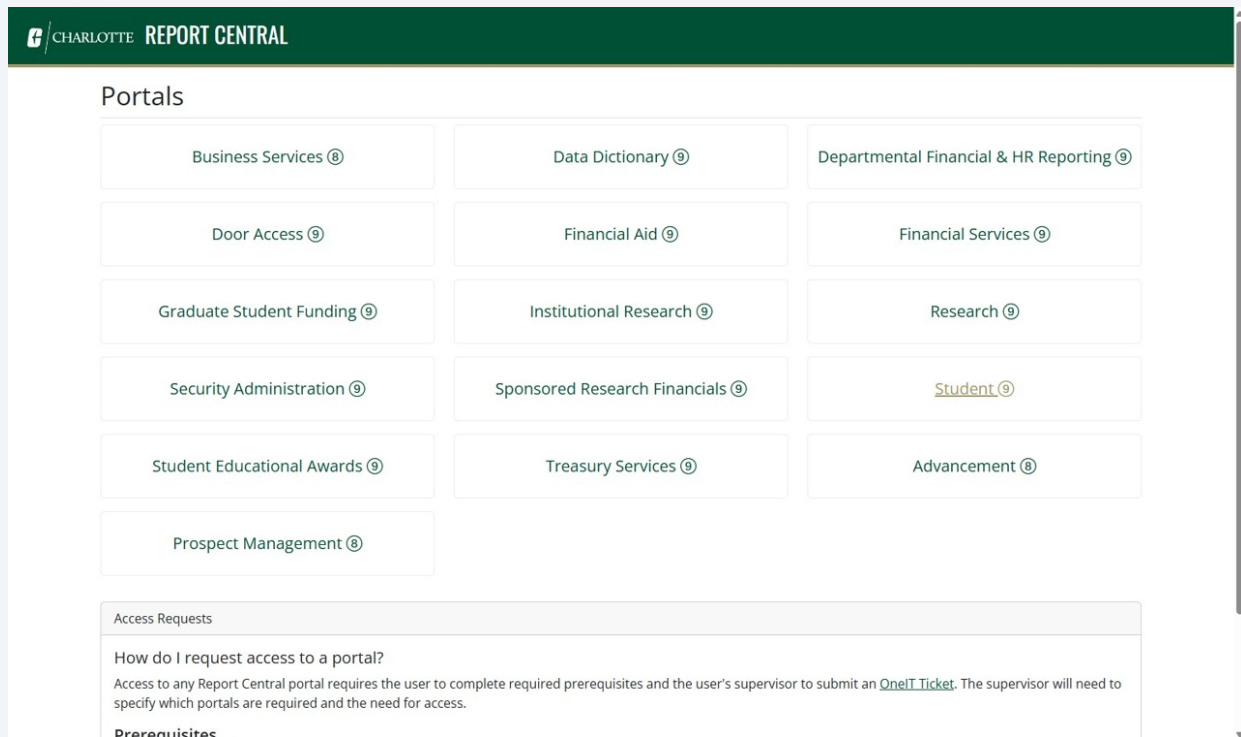 CHARLOTTE REPORT CENTRAL
Portals
Business Services ⑧
Data Dictionary ⑨
Departmental Financial & HR Reporting ⑨
Door Access ⑨
Financial Aid ⑨
Financial Services ⑨
Graduate Student Funding ⑨
Institutional Research ⑨
Research ⑨
Security Administration ⑨
Sponsored Research Financials ⑨
Student ⑨
Student Educational Awards ⑨
Treasury Services ⑨
Advancement ⑧
Prospect Management ⑧
Access Requests
How do I request access to a portal?
Access to any Report Central portal requires the user to complete required prerequisites and the user's supervisor to submit an OneIT Ticket. The supervisor will need to
specify which portals are required and the need for access.
Prerequisites